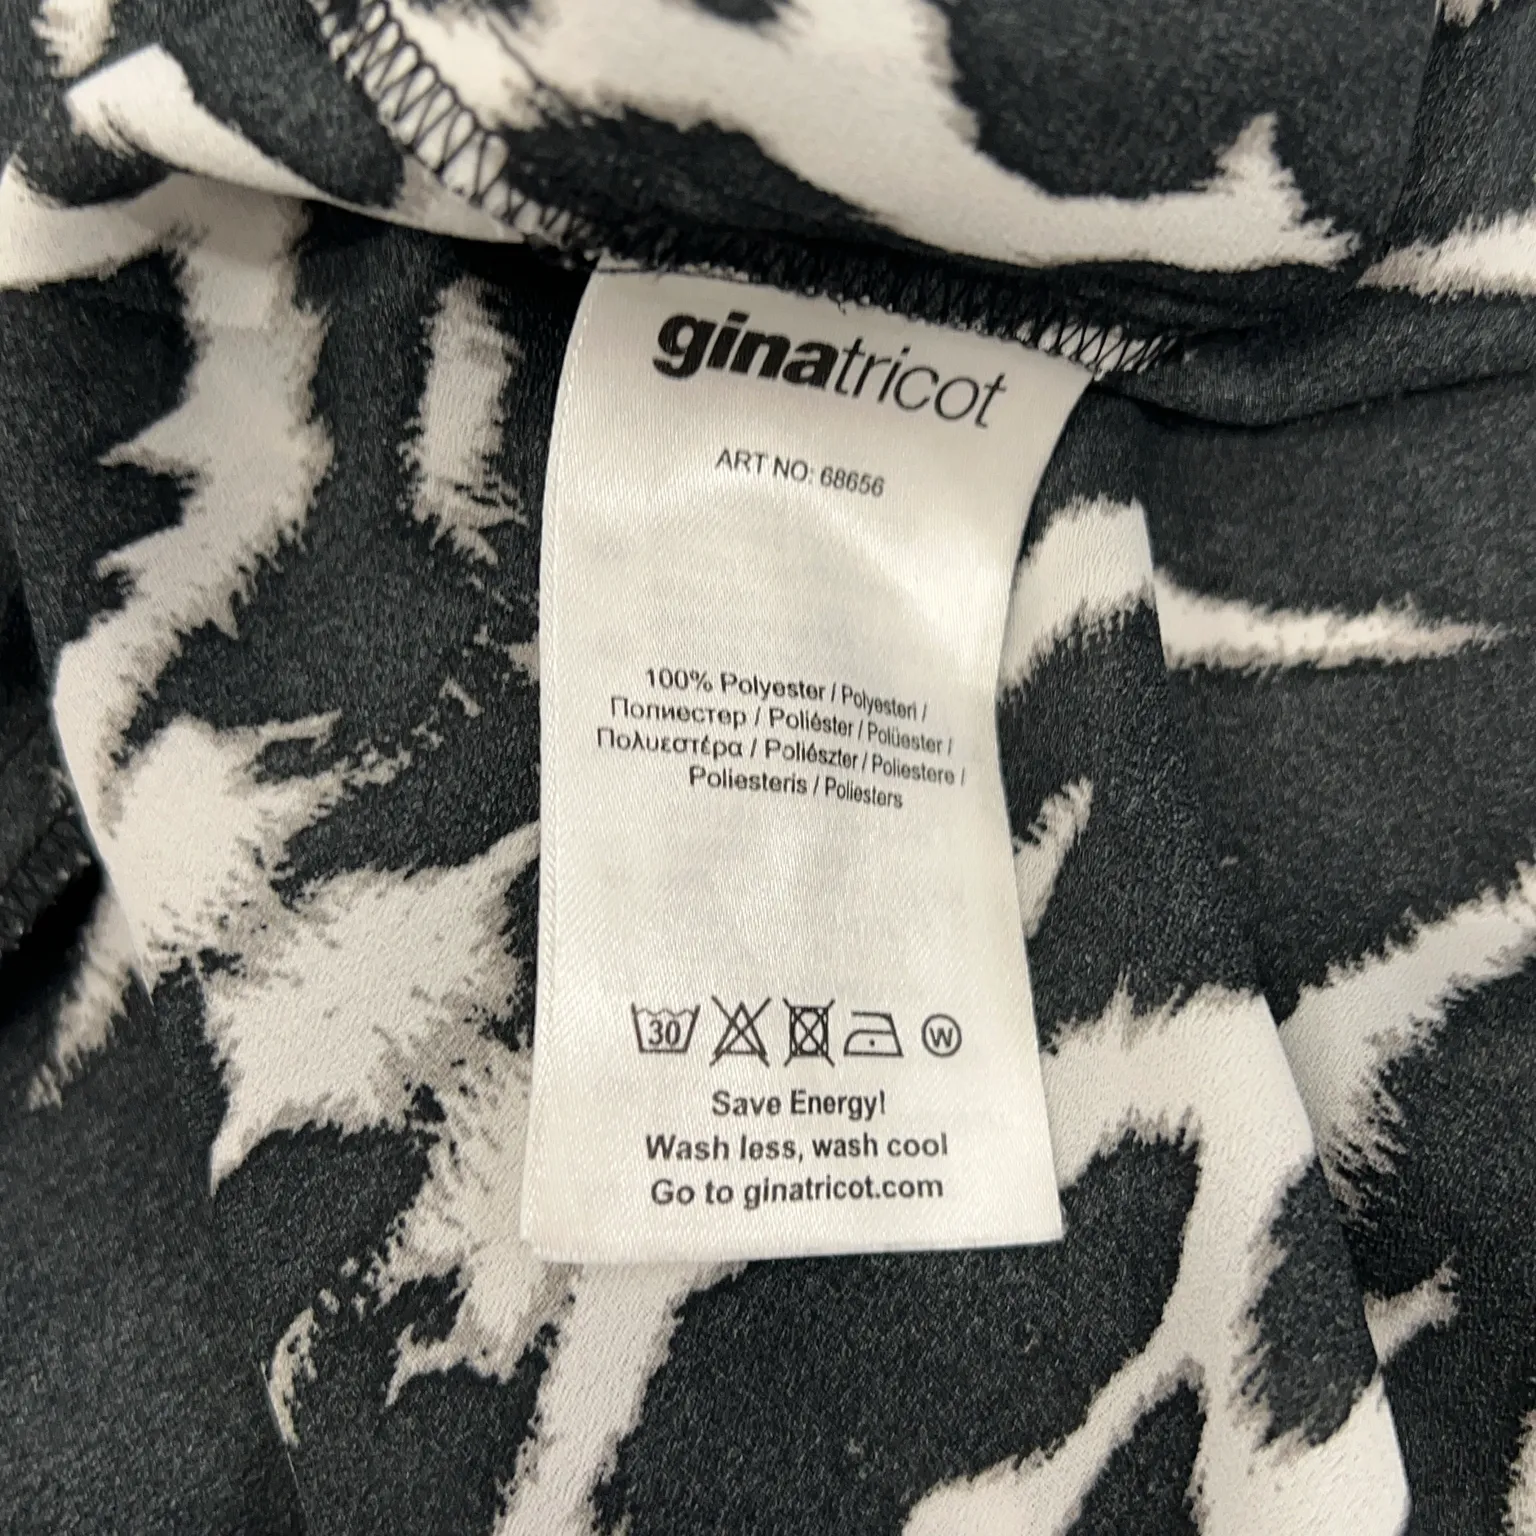 ginatricot
ART NO: 68656
100% Polyester / Polyesteri /
Полиестер / Poliéster / Polüester /
Πολυεστέρα / Poliészter / Poliestere /
Poliesteris / Poliesters
30
W
Save Energy!
Wash less, wash cool
Go to ginatricot.com